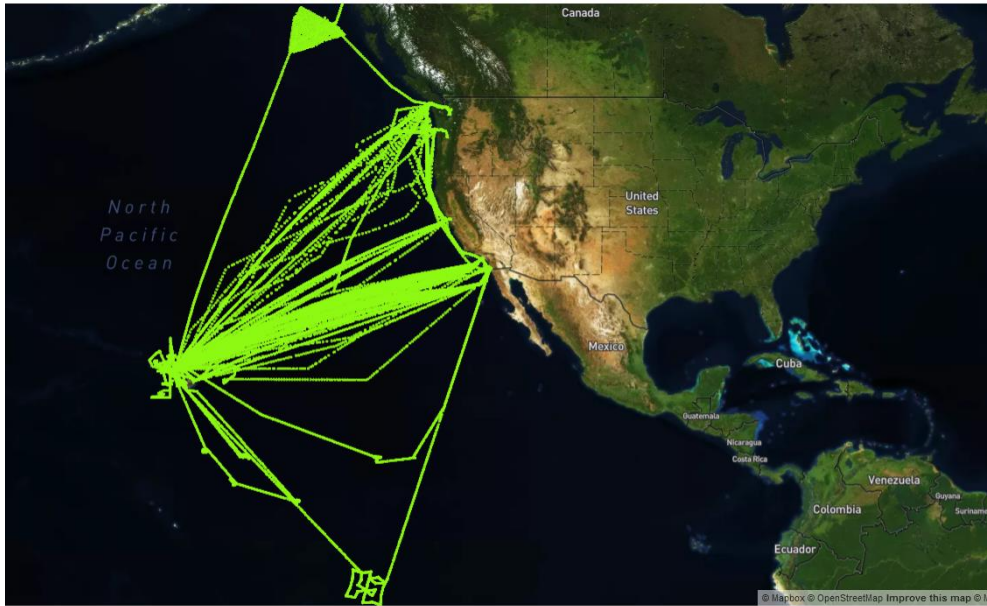 Canada
North
Pacific
Ocean
United
States
Mexico
Cuba
Guatemala
Nicaragua
Costa Rica
Venezuela
Guyana
Suriname
Colombia
Ecuador
© Mapbox © OpenStreetMap Improve this map ©